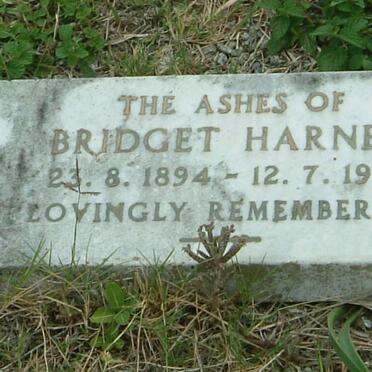 THE ASHES OF
BRIDGET HARNE
23. 8. 1894 - 12. 7. 19
LOVINGLY REMEMBER